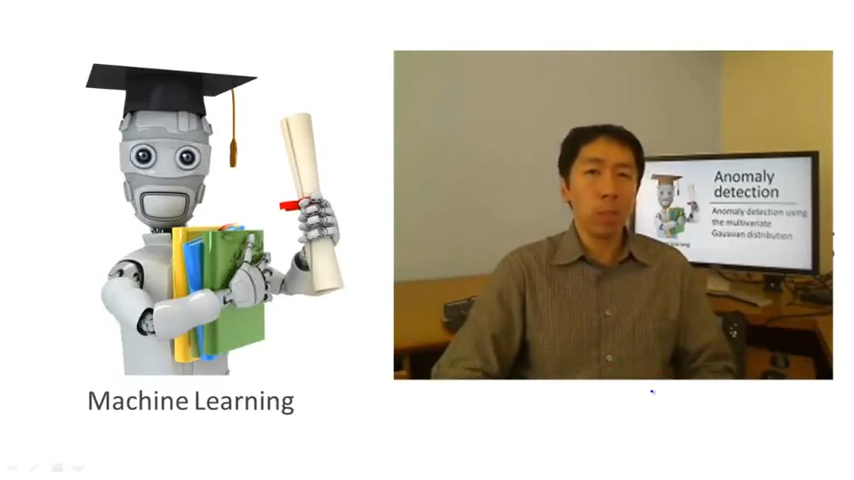 Machine Learning
Anomaly
detection
Anomaly detection using
the multivariate
Gaussian distribution